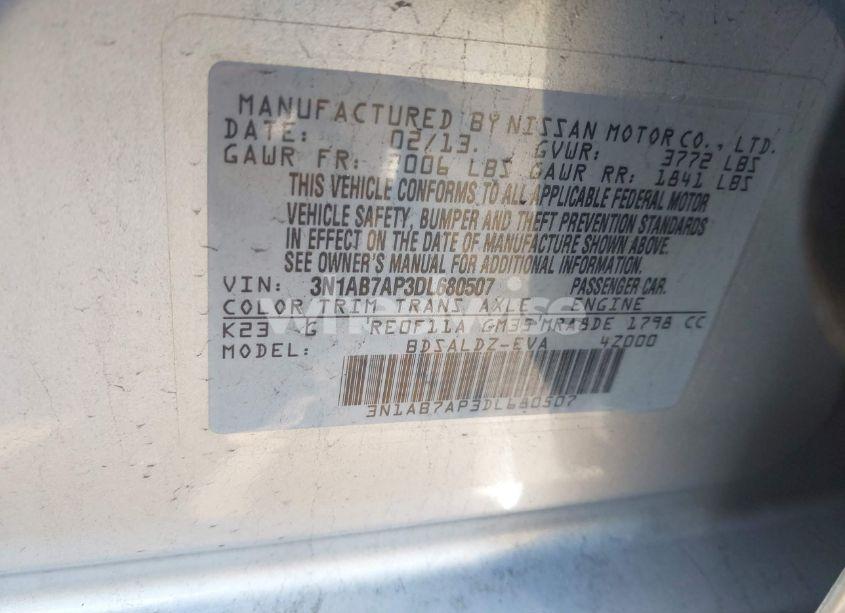 MANUFACTURED BY NISSAN MOTOR CO., LTD.
DATE: 02/13. GVWR: 3772 LBS
GAWR FR: 2006 LBS GAWR RR: 1841 LBS
THIS VEHICLE CONFORMS TO ALL APPLICABLE FEDERAL MOTOR
VEHICLE SAFETY, BUMPER AND THEFT PREVENTION STANDARDS
IN EFFECT ON THE DATE OF MANUFACTURE SHOWN ABOVE.
SEE OWNER'S MANUAL FOR ADDITIONAL INFORMATION.
VIN: 3N1AB7AP3DL680507 PASSENGER CAR.
COLOR TRIM TRANS AXLE ENGINE
K23 G RE0F11A GM39 MRA8DE 1798 CC
MODEL: BDSALDZ-EVA 4Z000
3N1AB7AP3DL680507